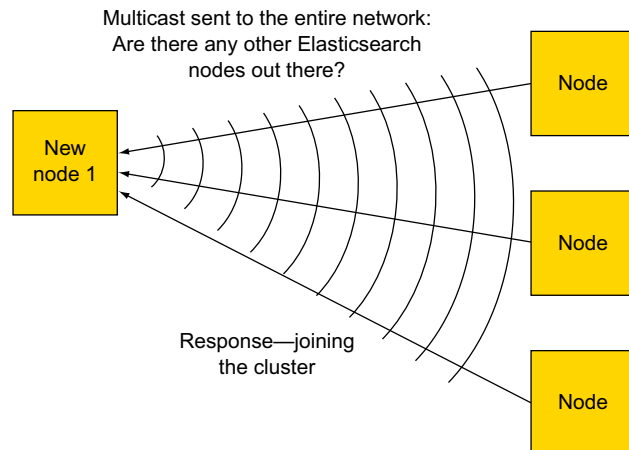 Multicast sent to the entire network:
Are there any other Elasticsearch
nodes out there?
Node
New
node 1
Node
Response—joining
the cluster
Node